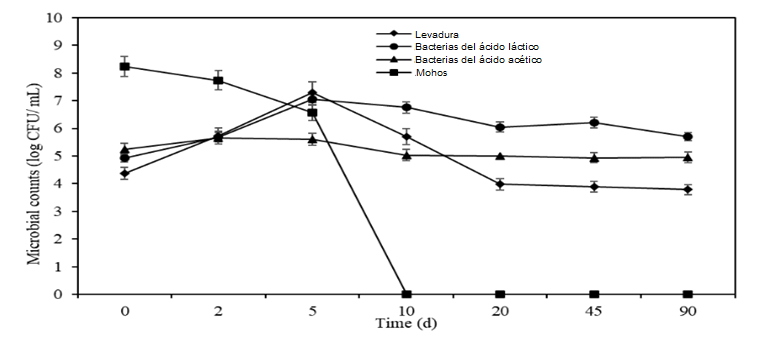 Levadura
Bacterias del ácido láctico
Bacterias del ácido acético
Mohos
Microbial counts (log CFU/ mL)
10
9
8
7
6
5
4
3
2
1
0
0 2 5 10 20 45 90
Time (d)